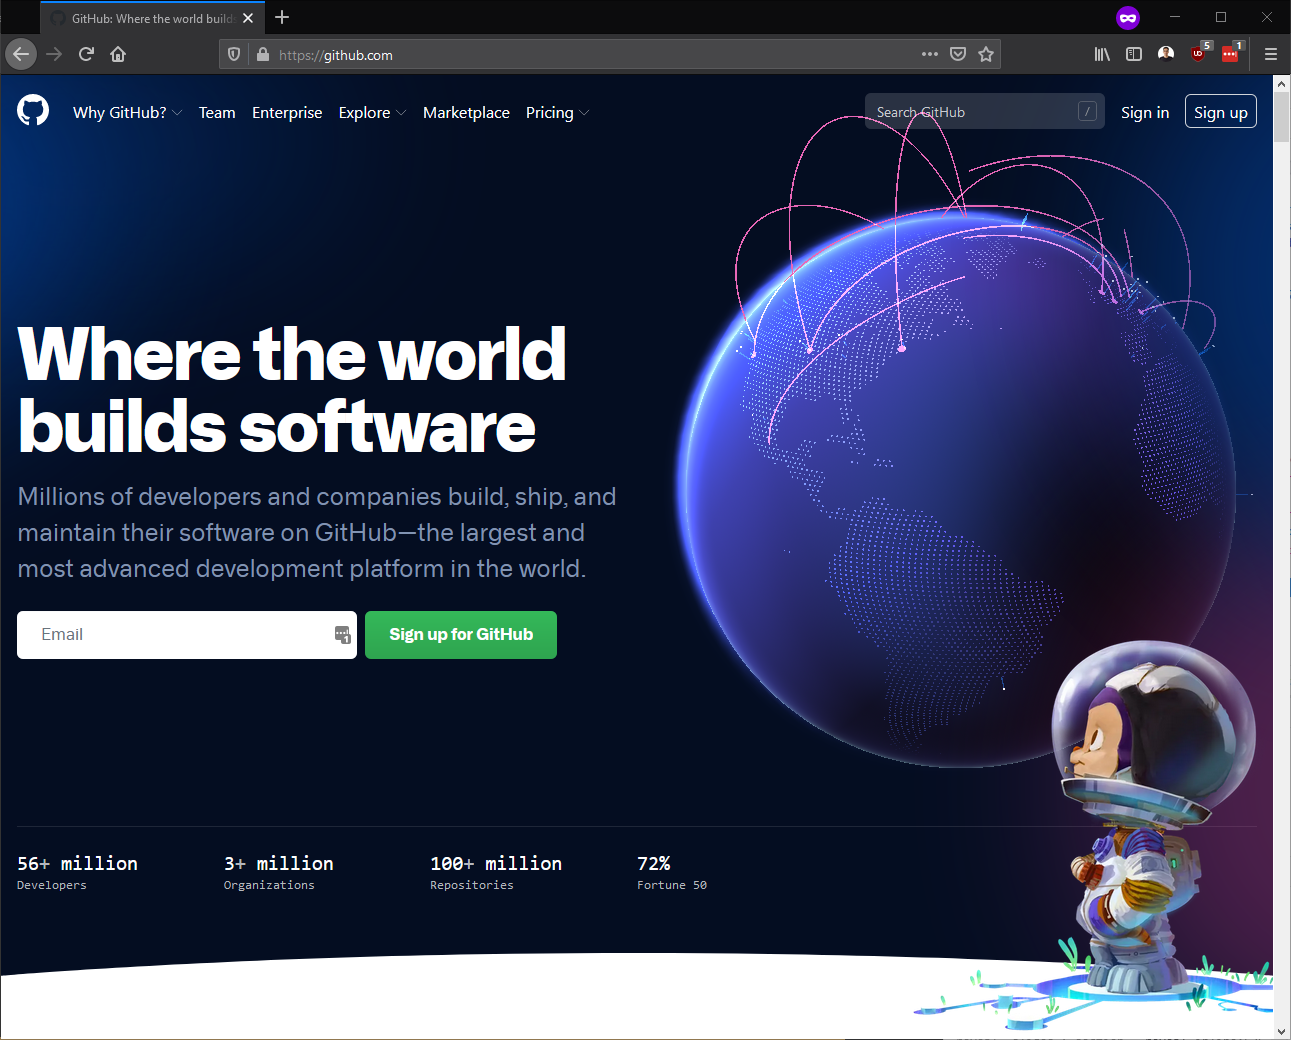 GitHub: Where the world builds
https://github.com
5
1
Why GitHub? Team Enterprise Explore Marketplace Pricing
Search GitHub /
Sign in Sign up
Where the world
builds software
Millions of developers and companies build, ship, and
maintain their software on GitHub—the largest and
most advanced development platform in the world.
Email
1
Sign up for GitHub
56+ million 3+ million 100+ million 72%
Developers Organizations Repositories Fortune 50